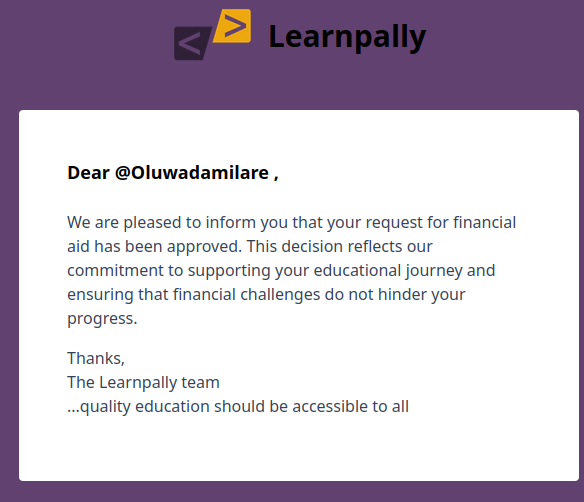 < > Learnpally
Dear @Oluwadamilare ,
We are pleased to inform you that your request for financial
aid has been approved. This decision reflects our
commitment to supporting your educational journey and
ensuring that financial challenges do not hinder your
progress.
Thanks,
The Learnpally team
...quality education should be accessible to all